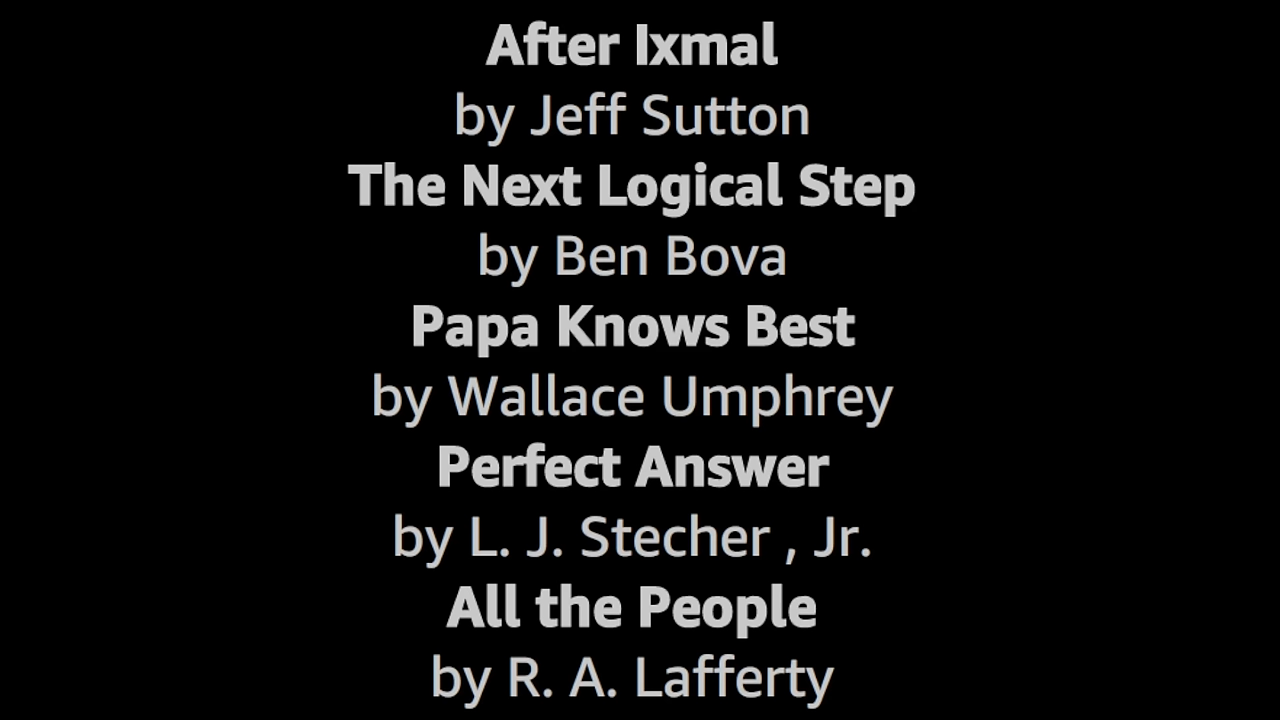 After Ixmal
by Jeff Sutton
The Next Logical Step
by Ben Bova
Papa Knows Best
by Wallace Umphrey
Perfect Answer
by L. J. Stecher , Jr.
All the People
by R. A. Lafferty